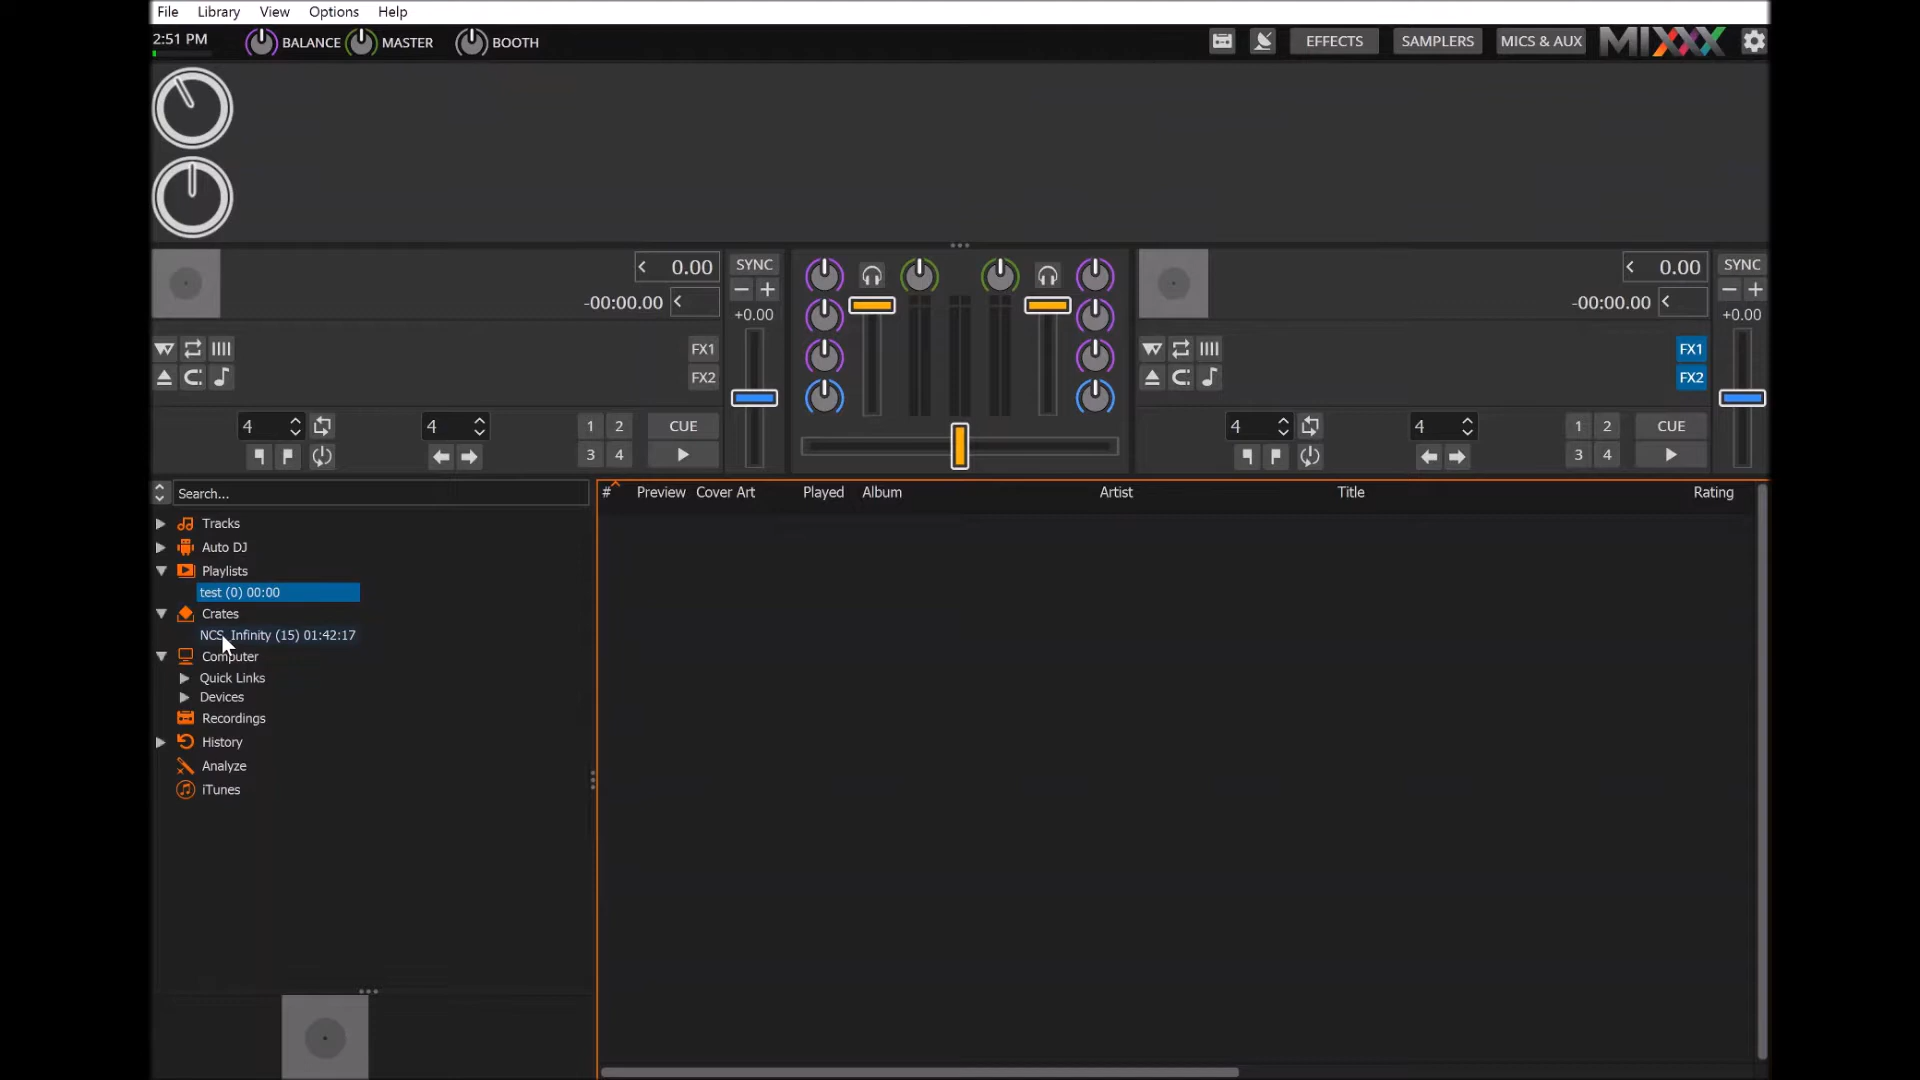 File Library View Options Help
2:51 PM BALANCE MASTER BOOTH EFFECTS SAMPLERS MICS & AUX MIXXX
0.00 SYNC SYNC 0.00
-00:00.00 +0.00 -00:00.00 +0.00
FX1 FX1
FX2 FX2
4 4 1 2 CUE 4 4 1 2 CUE
3 4 3 4
Search... # Preview Cover Art Played Album Artist Title Rating
Tracks
Auto DJ
Playlists
test (0) 00:00
Crates
NCS_Infinity (15) 01:42:17
Computer
Quick Links
Devices
Recordings
History
Analyze
iTunes